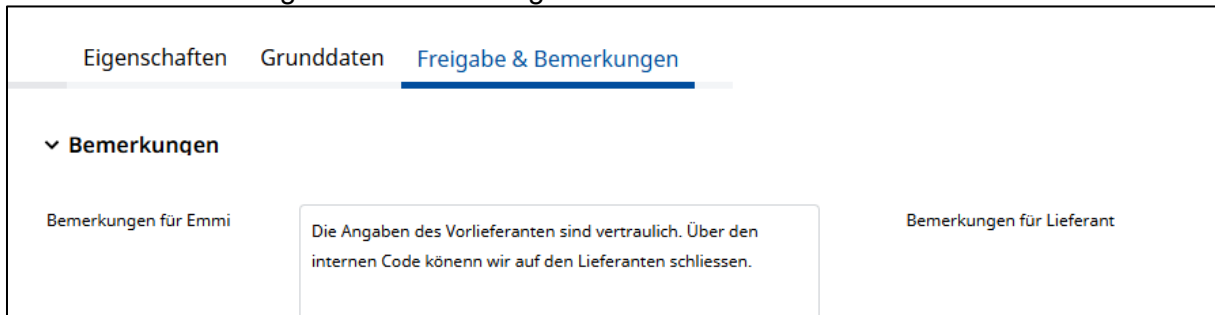 Eigenschaften Grunddaten Freigabe & Bemerkungen
Bemerkungen
Bemerkungen für Emmi
Die Angaben des Vorlieferanten sind vertraulich. Über den
internen Code könenn wir auf den Lieferanten schliessen.
Bemerkungen für Lieferant